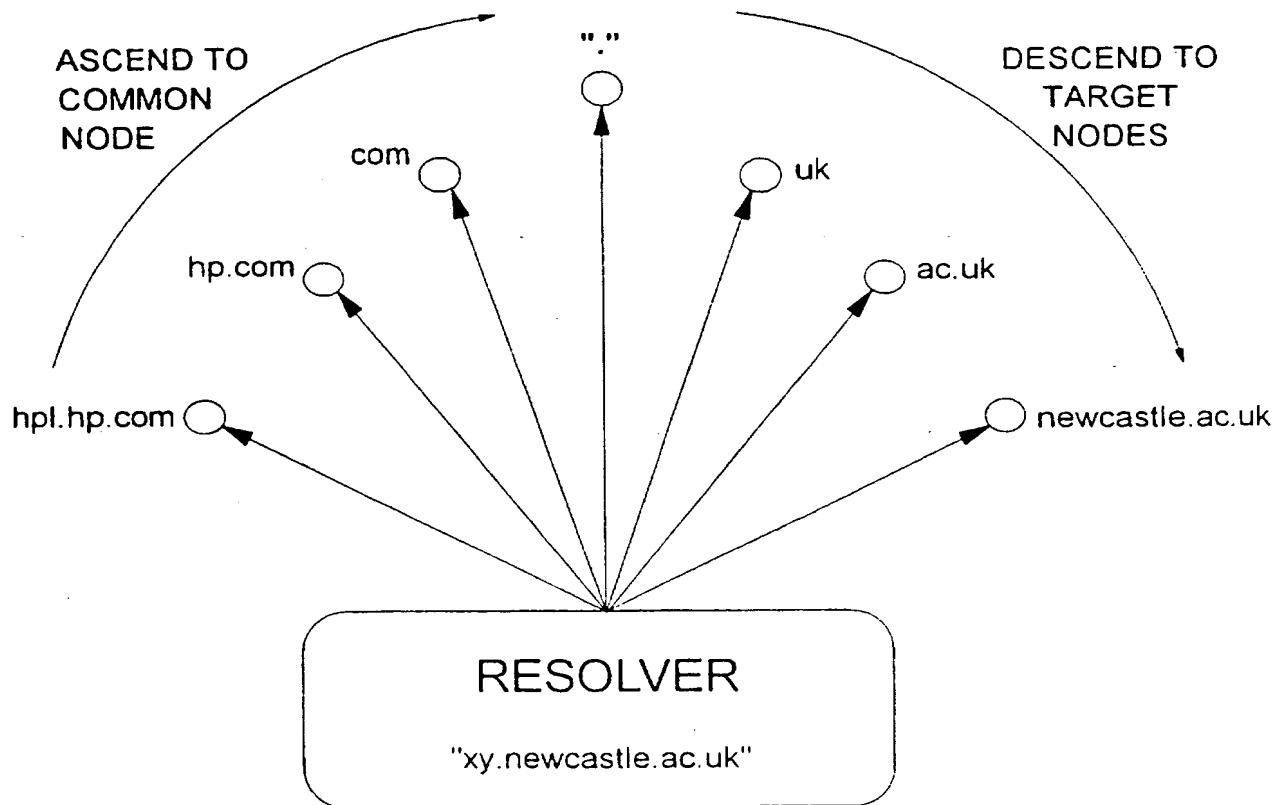 "."
ASCEND TO
COMMON
NODE
DESCEND TO
TARGET
NODES
com
uk
hp.com
ac.uk
hpl.hp.com
newcastle.ac.uk
RESOLVER
"xy.newcastle.ac.uk"